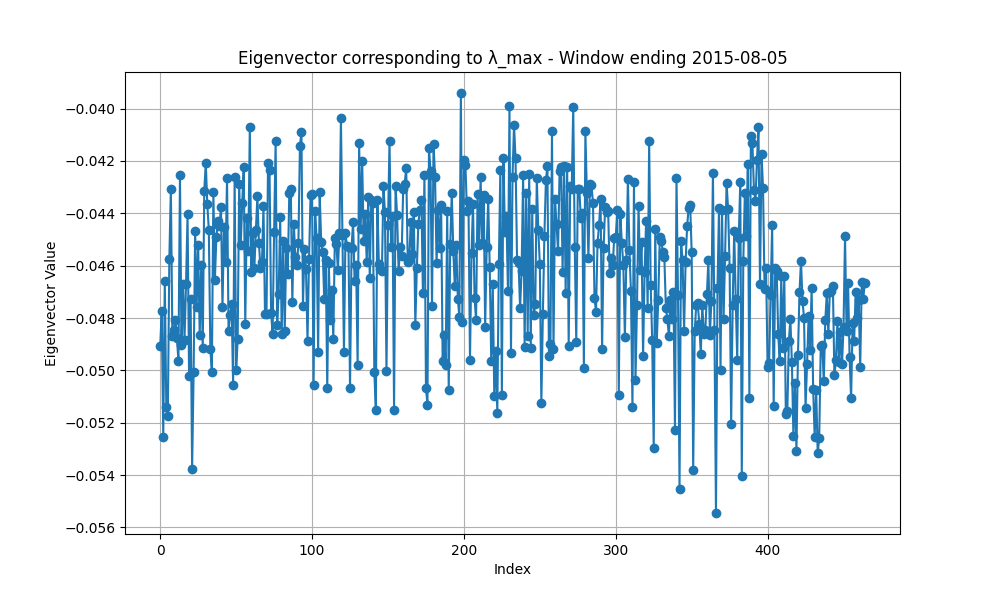 Eigenvector corresponding to λ_max - Window ending 2015-08-05
−0.040
−0.042
−0.044
−0.046
−0.048
−0.050
−0.052
−0.054
−0.056
Eigenvector Value
0 100 200 300 400
Index